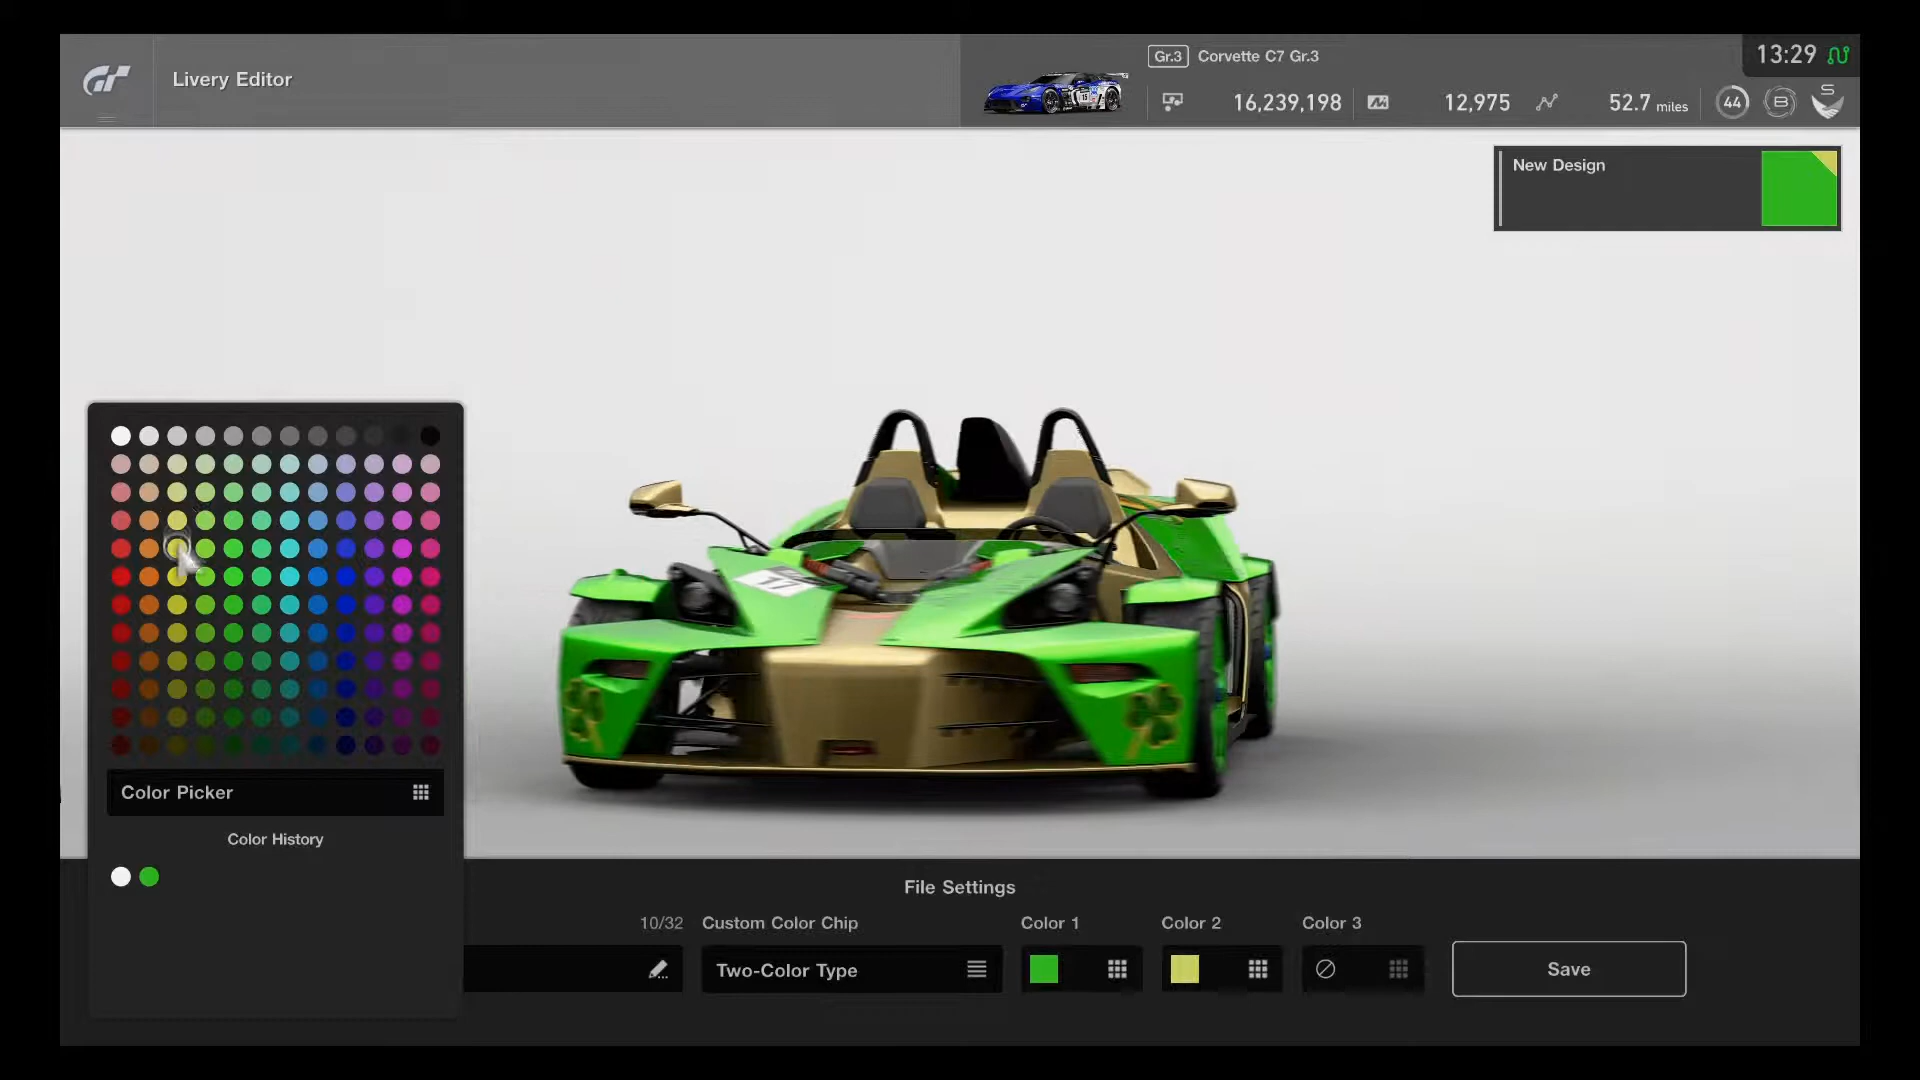 Livery Editor
Gr.3 Corvette C7 Gr.3
13:29
16,239,198
12,975
52.7 miles
44
B
S
New Design
17
Color Picker
Color History
File Settings
10/32
Custom Color Chip
Color 1
Color 2
Color 3
Two-Color Type
Save